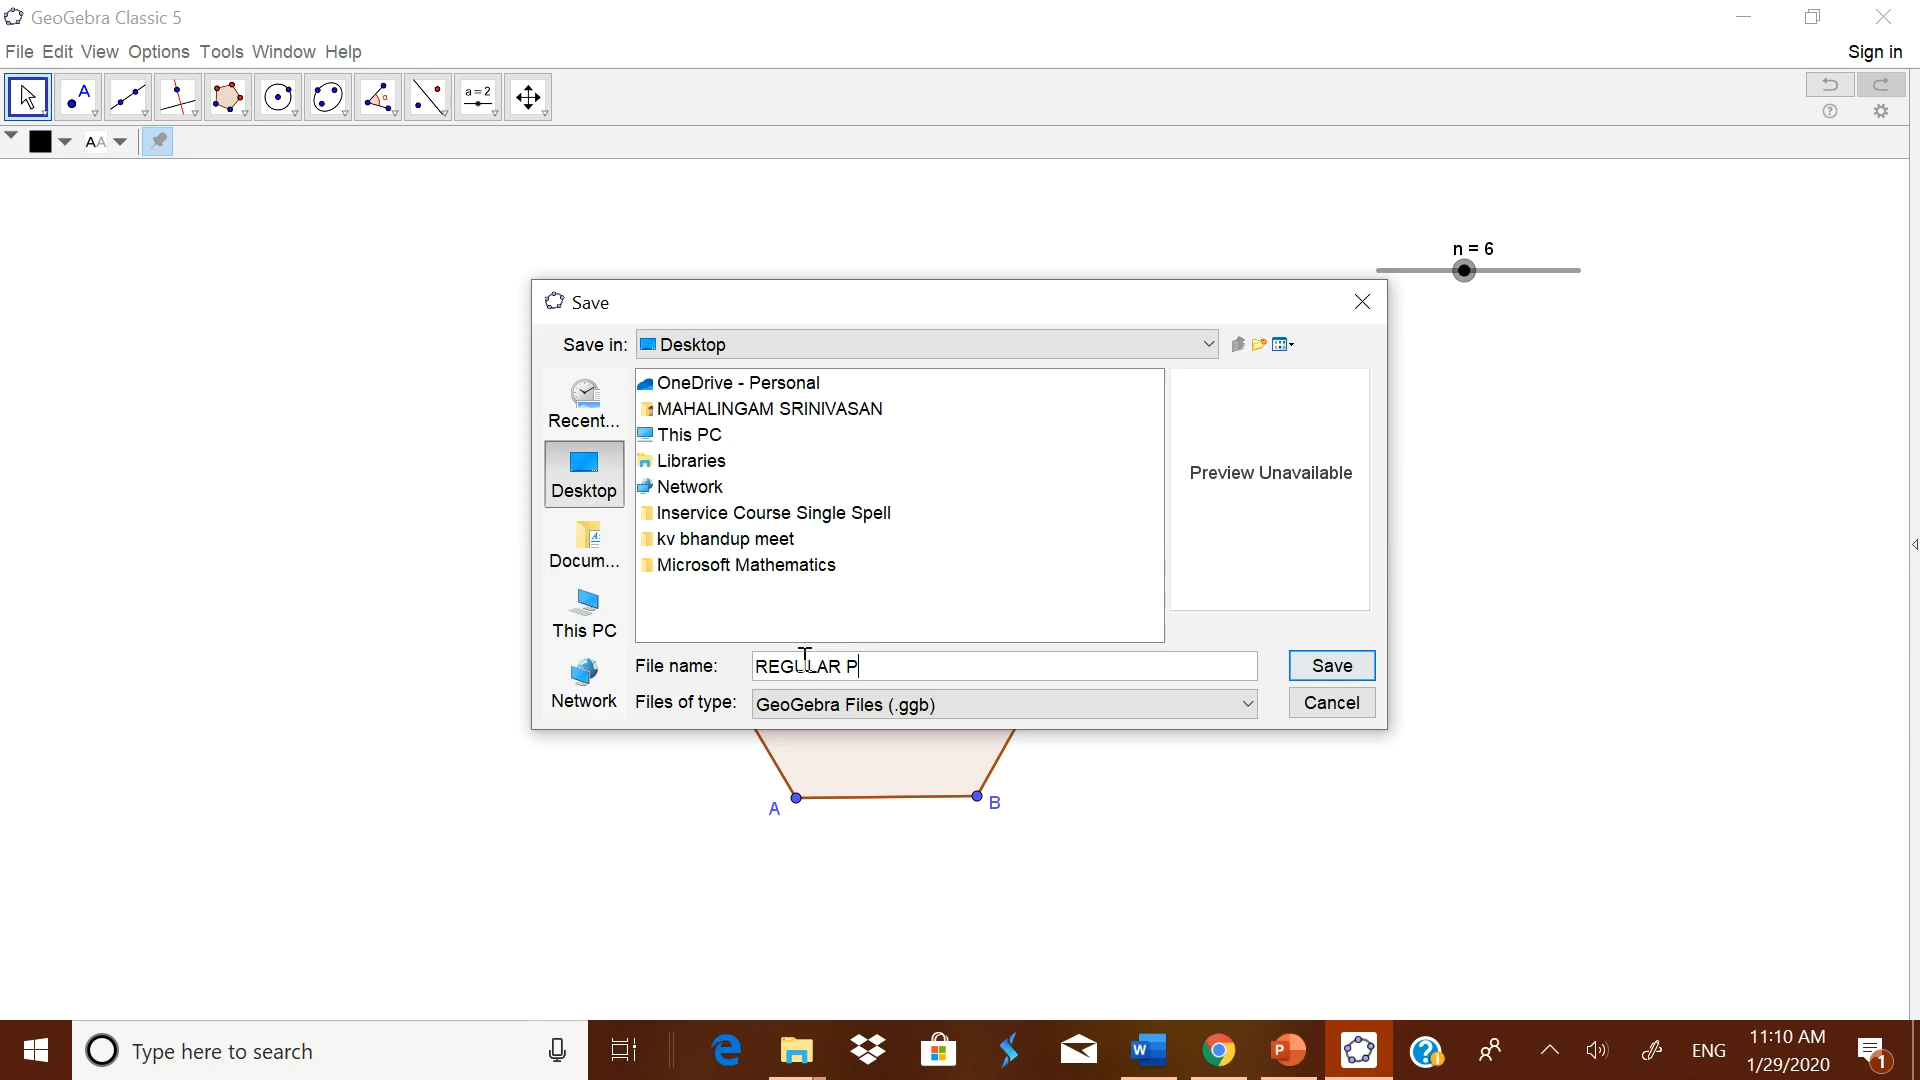 GeoGebra Classic 5
File Edit View Options Tools Window Help
Sign in
A
a=2
AA
n = 6
Save
Save in: Desktop
OneDrive - Personal
MAHALINGAM SRINIVASAN
This PC
Libraries
Network
Inservice Course Single Spell
kv bhandup meet
Microsoft Mathematics
Recent...
Desktop
Docum...
This PC
Network
Preview Unavailable
File name: REGULAR P
Save
Files of type: GeoGebra Files (.ggb)
Cancel
A
B
Type here to search
ENG
11:10 AM
1/29/2020
1